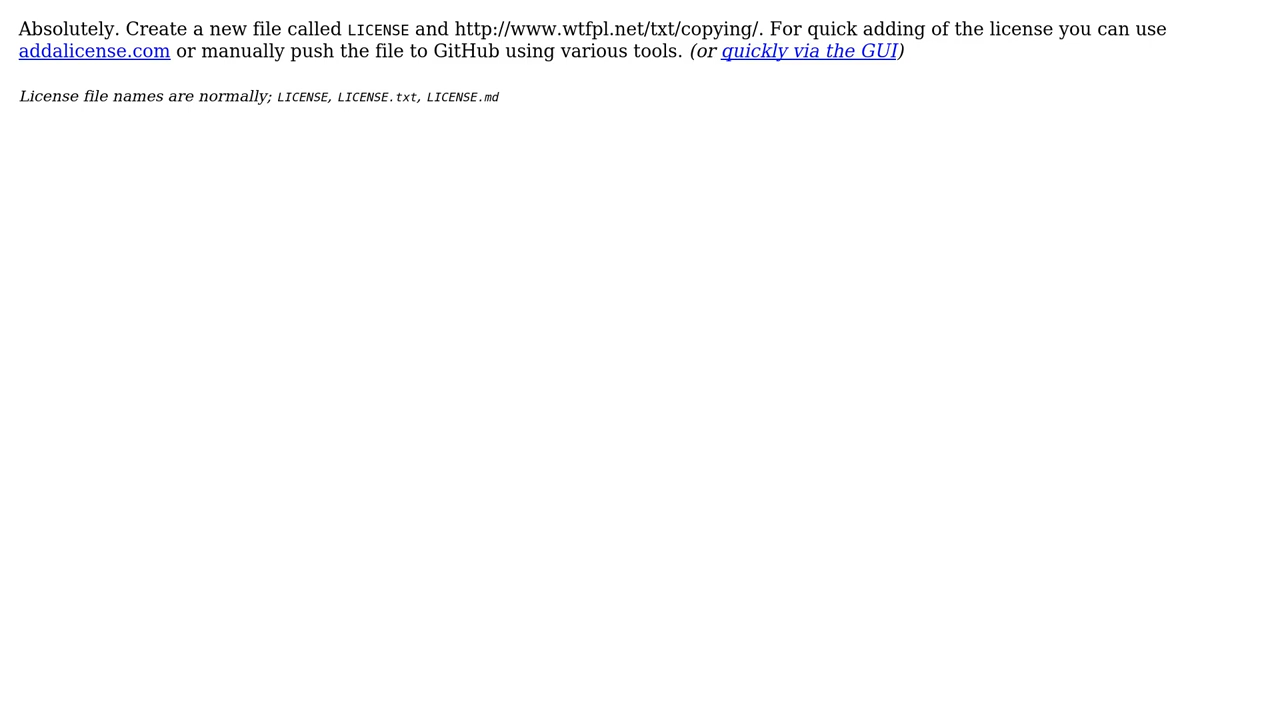 Absolutely. Create a new file called LICENSE and http://www.wtfpl.net/txt/copying/. For quick adding of the license you can use
addalicense.com or manually push the file to GitHub using various tools. (or quickly via the GUI)
License file names are normally; LICENSE, LICENSE.txt, LICENSE.md